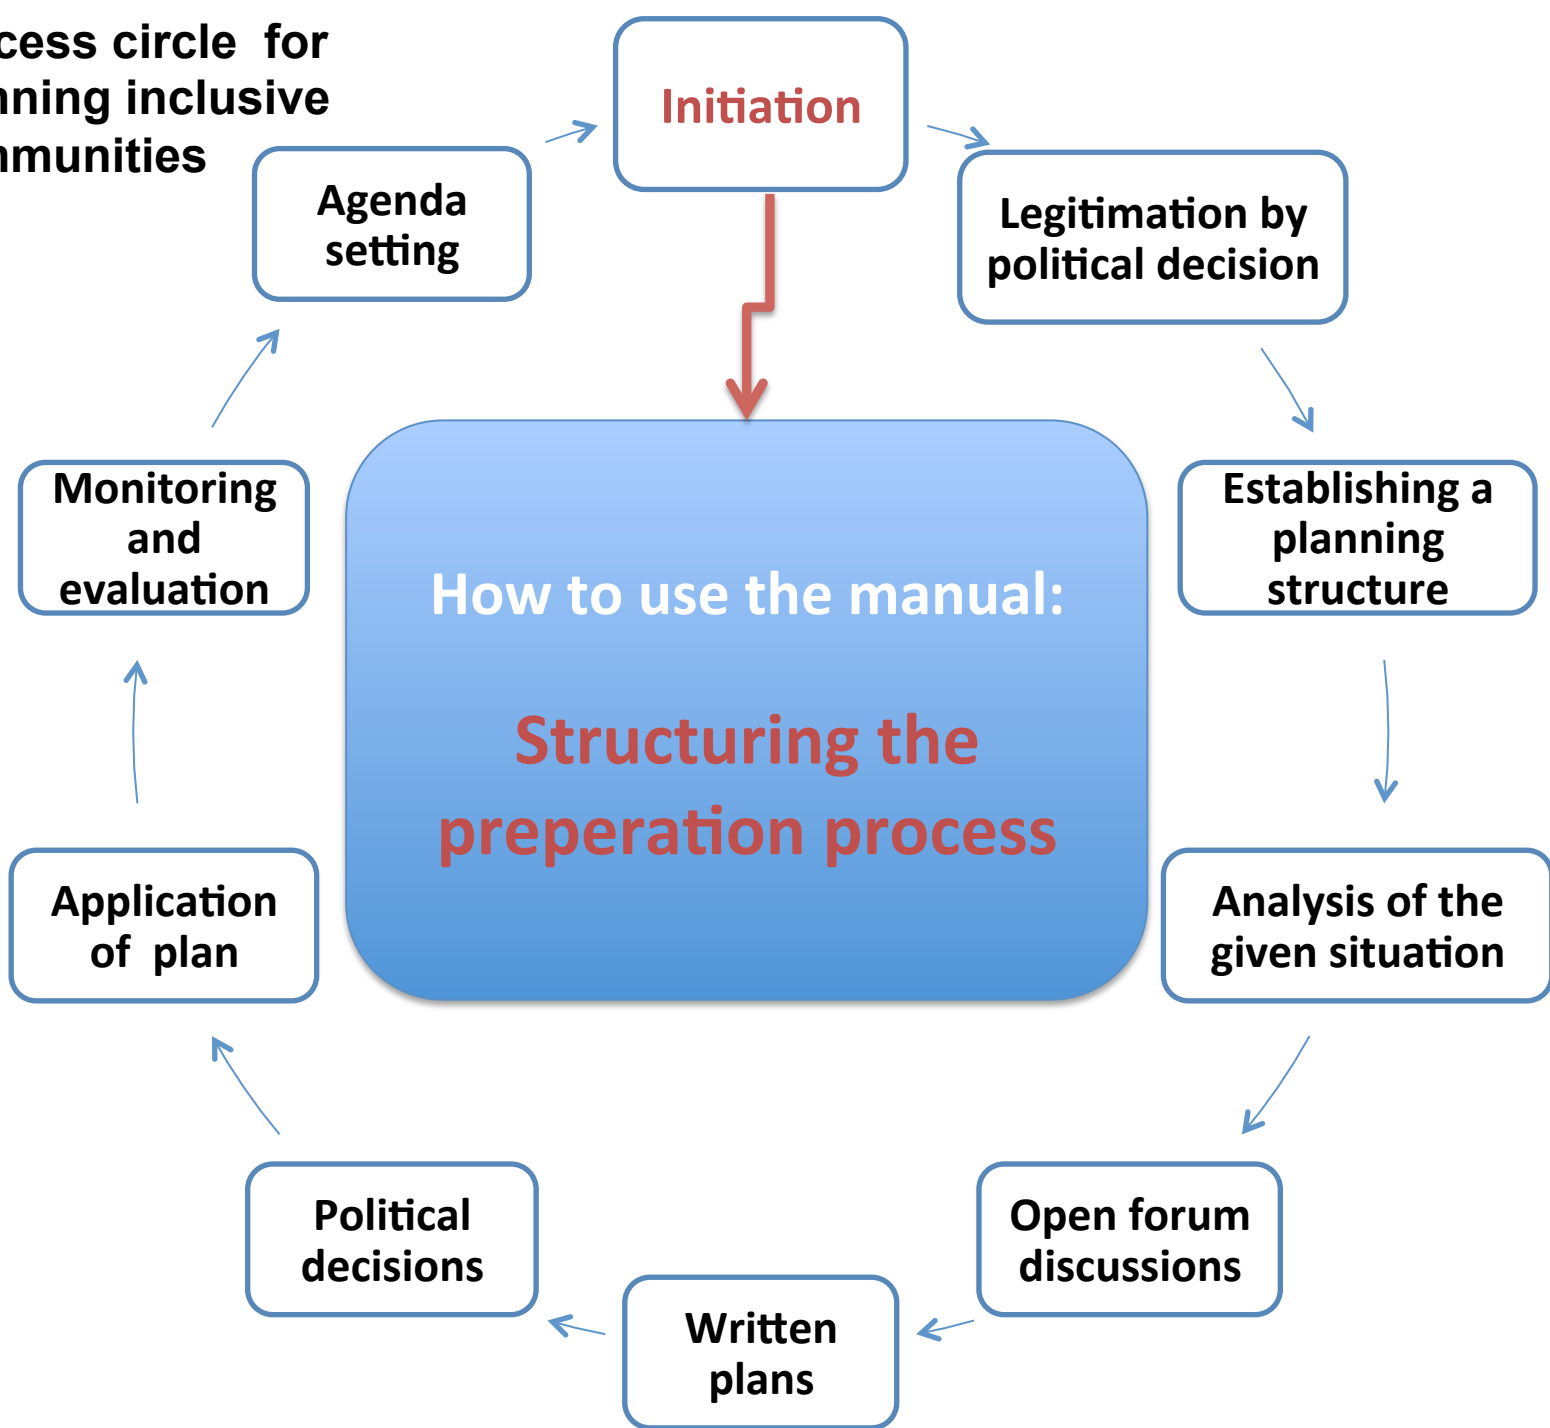 cess circle for
nning inclusive
mmunities
Initiation
Agenda
setting
Legitimation by
political decision
Monitoring
and
evaluation
Establishing a
planning
structure
How to use the manual:
Structuring the
preperation process
Application
of plan
Analysis of the
given situation
Political
decisions
Open forum
discussions
Written
plans